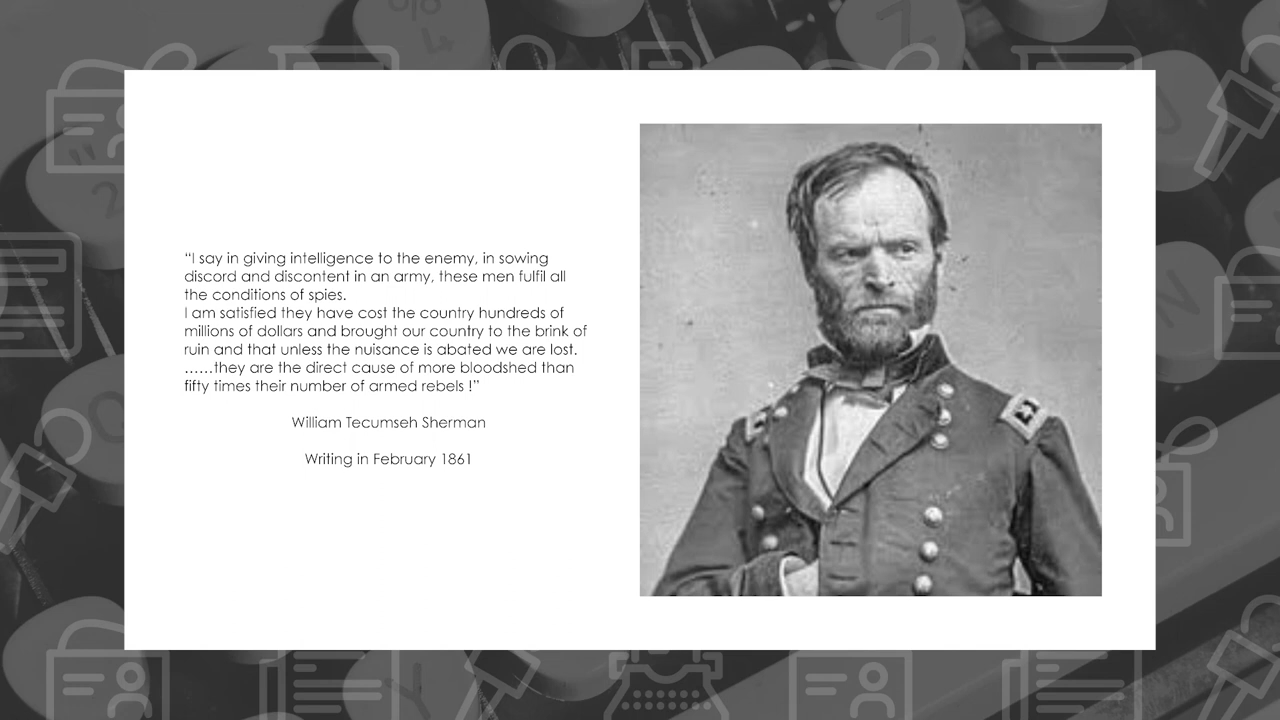 “I say in giving intelligence to the enemy, in sowing
discord and discontent in an army, these men fulfil all
the conditions of spies.
I am satisfied they have cost the country hundreds of
millions of dollars and brought our country to the brink of
ruin and that unless the nuisance is abated we are lost.
……they are the direct cause of more bloodshed than
fifty times their number of armed rebels !”
William Tecumseh Sherman
Writing in February 1861